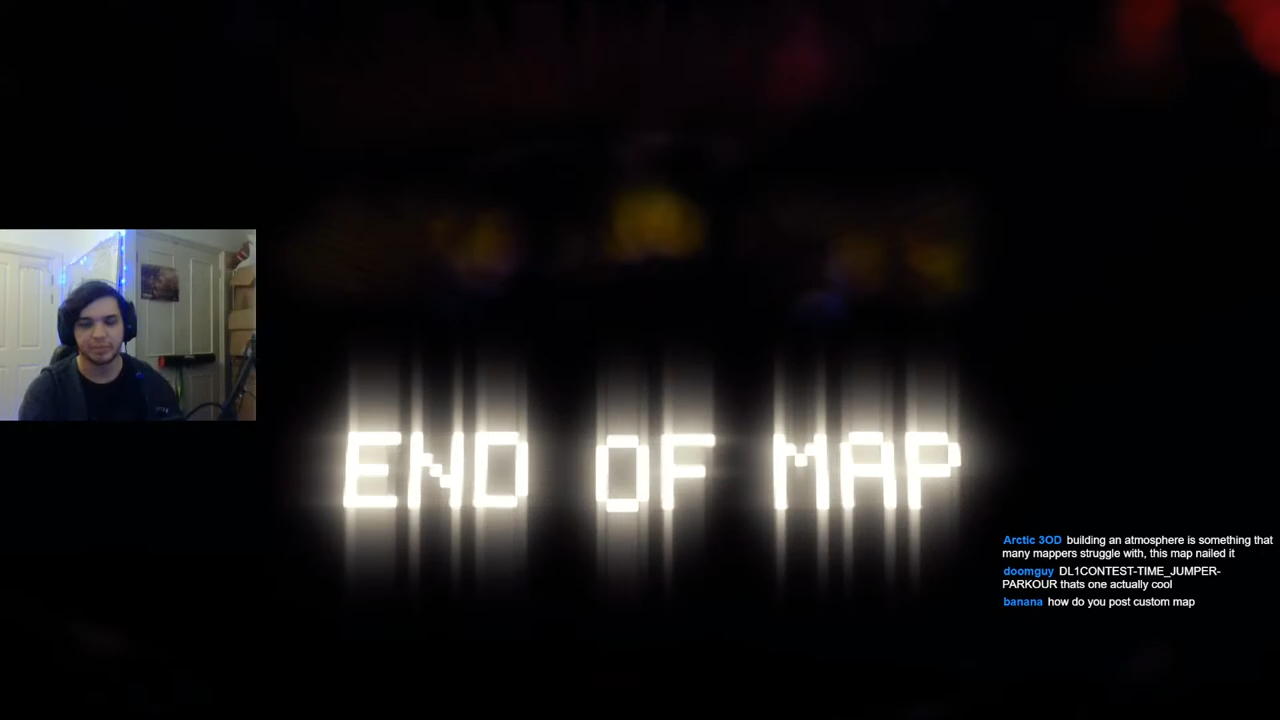 END OF MAP
Arctic 3OD building an atmosphere is something that
many mappers struggle with, this map nailed it
doomguy DL1CONTEST-TIME_JUMPER-
PARKOUR thats one actually cool
banana how do you post custom map